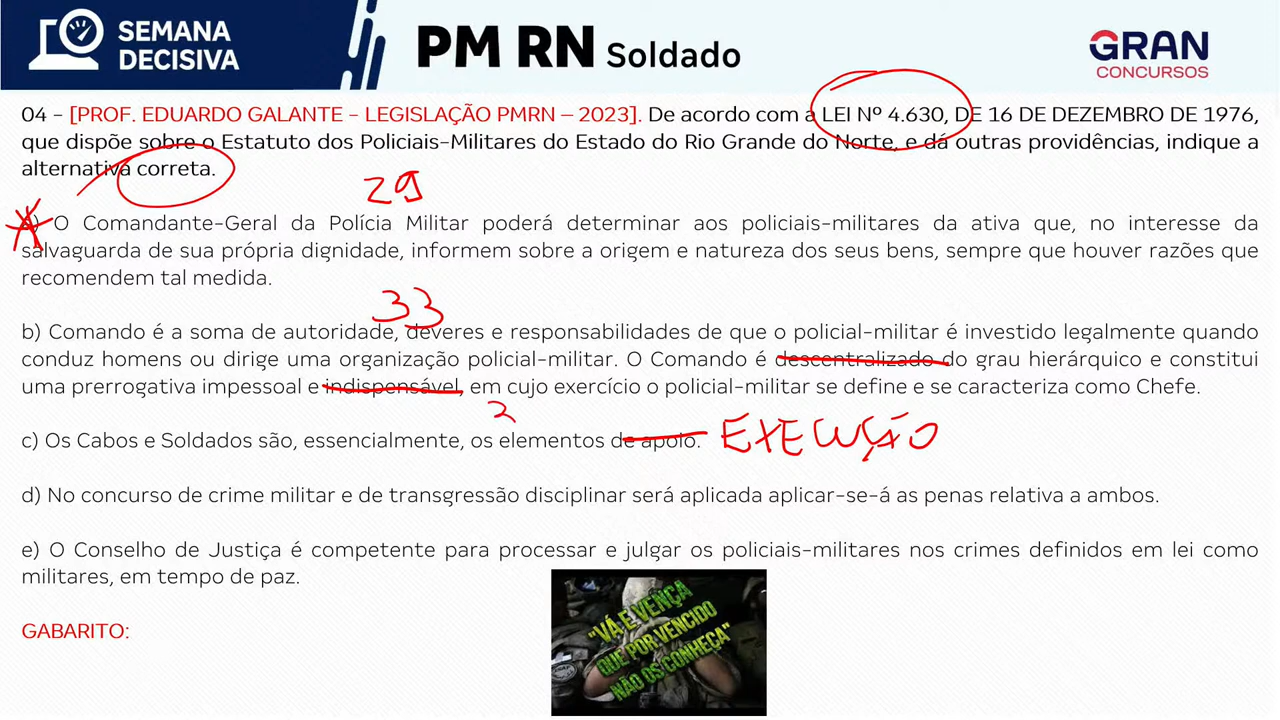 SEMANA
DECISIVA
PM RN Soldado
GRAN
CONCURSOS
04 - [PROF. EDUARDO GALANTE - LEGISLAÇÃO PMRN – 2023]. De acordo com a LEI Nº 4.630, DE 16 DE DEZEMBRO DE 1976,
que dispõe sobre o Estatuto dos Policiais-Militares do Estado do Rio Grande do Norte, e dá outras providências, indique a
alternativa correta.
29
a) O Comandante-Geral da Polícia Militar poderá determinar aos policiais-militares da ativa que, no interesse da
salvaguarda de sua própria dignidade, informem sobre a origem e natureza dos seus bens, sempre que houver razões que
recomendem tal medida.
33
b) Comando é a soma de autoridade, deveres e responsabilidades de que o policial-militar é investido legalmente quando
conduz homens ou dirige uma organização policial-militar. O Comando é descentralizado do grau hierárquico e constitui
uma prerrogativa impessoal e indispensável, em cujo exercício o policial-militar se define e se caracteriza como Chefe.
c) Os Cabos e Soldados são, essencialmente, os elementos de apoio. EXECUÇÃO
d) No concurso de crime militar e de transgressão disciplinar será aplicada aplicar-se-á as penas relativa a ambos.
e) O Conselho de Justiça é competente para processar e julgar os policiais-militares nos crimes definidos em lei como
militares, em tempo de paz.
"VÁ E VENÇA
QUE POR VENCIDO
NÃO OS CONHEÇA"
GABARITO: